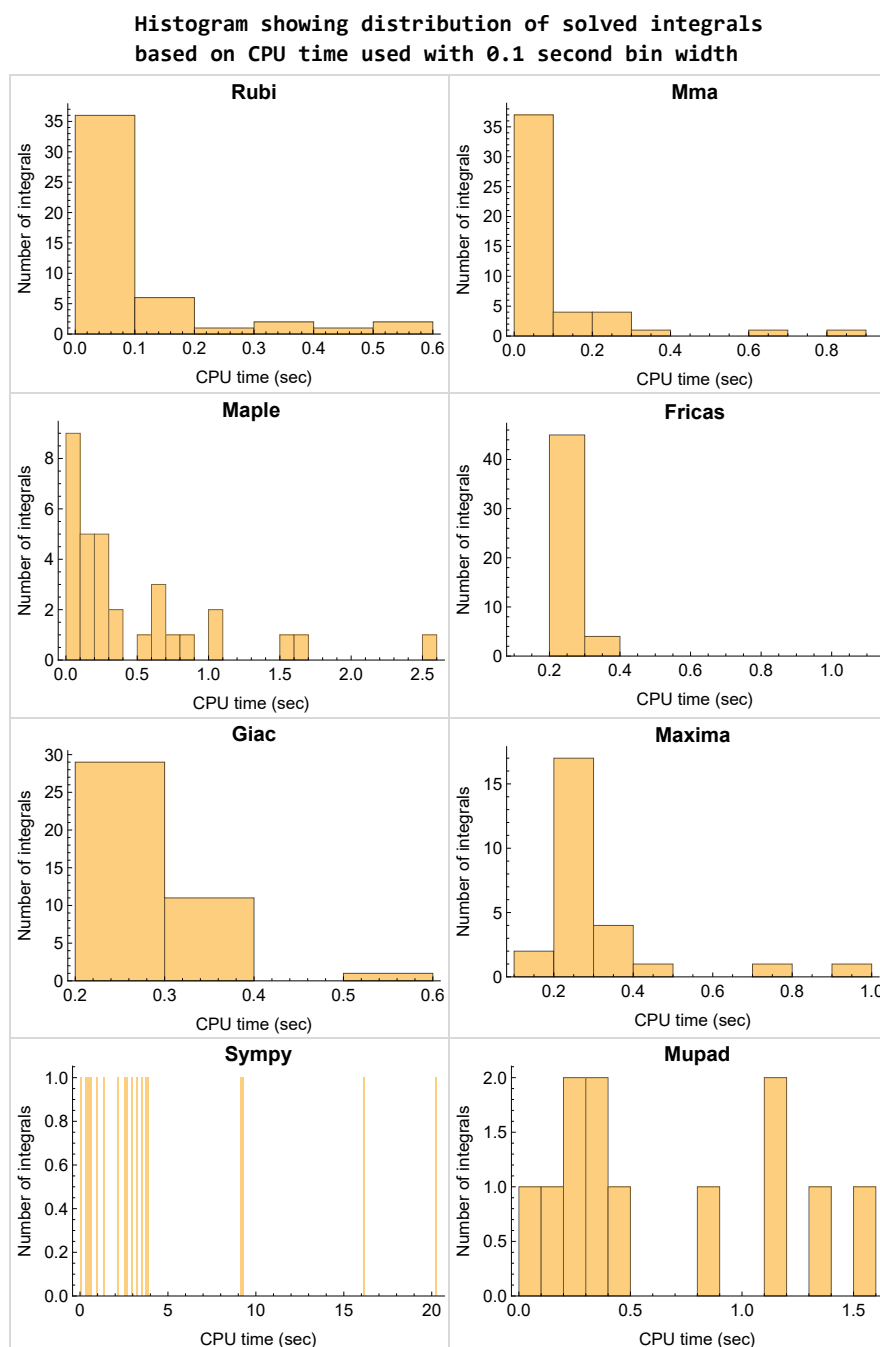 Histogram showing distribution of solved integrals
based on CPU time used with 0.1 second bin width
Rubi
Number of integrals
35
30
25
20
15
10
5
0
0.0 0.1 0.2 0.3 0.4 0.5 0.6
CPU time (sec)
Mma
Number of integrals
35
30
25
20
15
10
5
0
0.0 0.2 0.4 0.6 0.8
CPU time (sec)
Maple
Number of integrals
8
6
4
2
0
0.0 0.5 1.0 1.5 2.0 2.5
CPU time (sec)
Fricas
Number of integrals
40
30
20
10
0
0.2 0.4 0.6 0.8 1.0
CPU time (sec)
Giac
Number of integrals
30
25
20
15
10
5
0
0.2 0.3 0.4 0.5 0.6
CPU time (sec)
Maxima
Number of integrals
15
10
5
0
0.2 0.4 0.6 0.8 1.0
CPU time (sec)
Sympy
Number of integrals
1.0
0.8
0.6
0.4
0.2
0.0
0 5 10 15 20
CPU time (sec)
Mupad
Number of integrals
2.0
1.5
1.0
0.5
0.0
0.0 0.5 1.0 1.5
CPU time (sec)